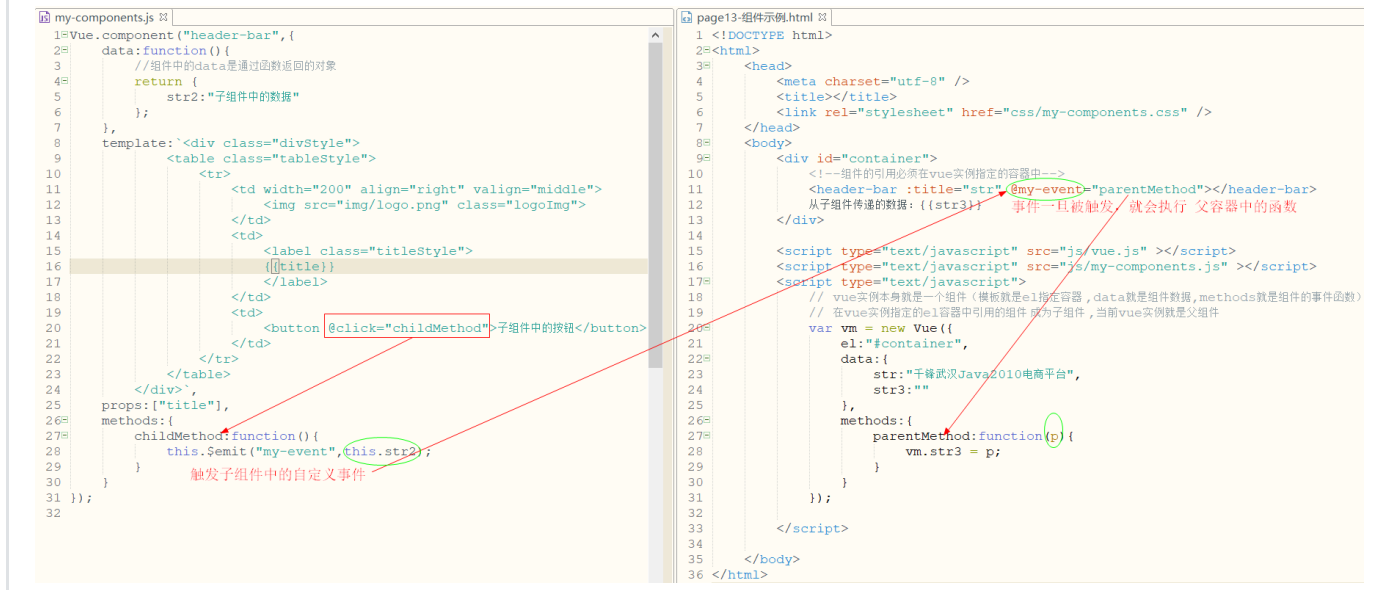 my-components.js
1 Vue.component("header-bar",{
2 data:function(){
3 //组件中的data是通过函数返回的对象
4 return {
5 str2:"子组件中的数据"
6 };
7 },
8 template:`<div class="divStyle">
9 <table class="tableStyle">
10 <tr>
11 <td width="200" align="right" valign="middle">
12 <img src="img/logo.png" class="logoImg">
13 </td>
14 <td>
15 <label class="titleStyle">
16 {{title}}
17 </label>
18 </td>
19 <td>
20 <button @click="childMethod">子组件中的按钮</button>
21 </td>
22 </tr>
23 </table>
24 </div>`,
25 props:["title"],
26 methods:{
27 childMethod:function(){
28 this.$emit("my-event",this.str2);
29 }
触发子组件中的自定义事件
30 }
31 });
32
page13-组件示例.html
1 <!DOCTYPE html>
2 <html>
3 <head>
4 <meta charset="utf-8" />
5 <title></title>
6 <link rel="stylesheet" href="css/my-components.css" />
7 </head>
8 <body>
9 <div id="container">
10 <!--组件的引用必须在vue实例指定的容器中-->
11 <header-bar :title="str" @my-event="parentMethod"></header-bar>
12 从子组件传递的数据：{{str3}}
事件一旦被触发，就会执行 父容器中的函数
13 </div>
14
15 <script type="text/javascript" src="js/vue.js" ></script>
16 <script type="text/javascript" src="js/my-components.js" ></script>
17 <script type="text/javascript">
18 // vue实例本身就是一个组件（模板就是el指定容器,data就是组件数据,methods就是组件的事件函数）
19 // 在vue实例指定的el容器中引用的组件 成为子组件,当前vue实例就是父组件
20 var vm = new Vue({
21 el:"#container",
22 data:{
23 str:"千锋武汉Java2010电商平台",
24 str3:""
25 },
26 methods:{
27 parentMethod:function(p){
28 vm.str3 = p;
29 }
30 }
31 });
32
33 </script>
34
35 </body>
36 </html>